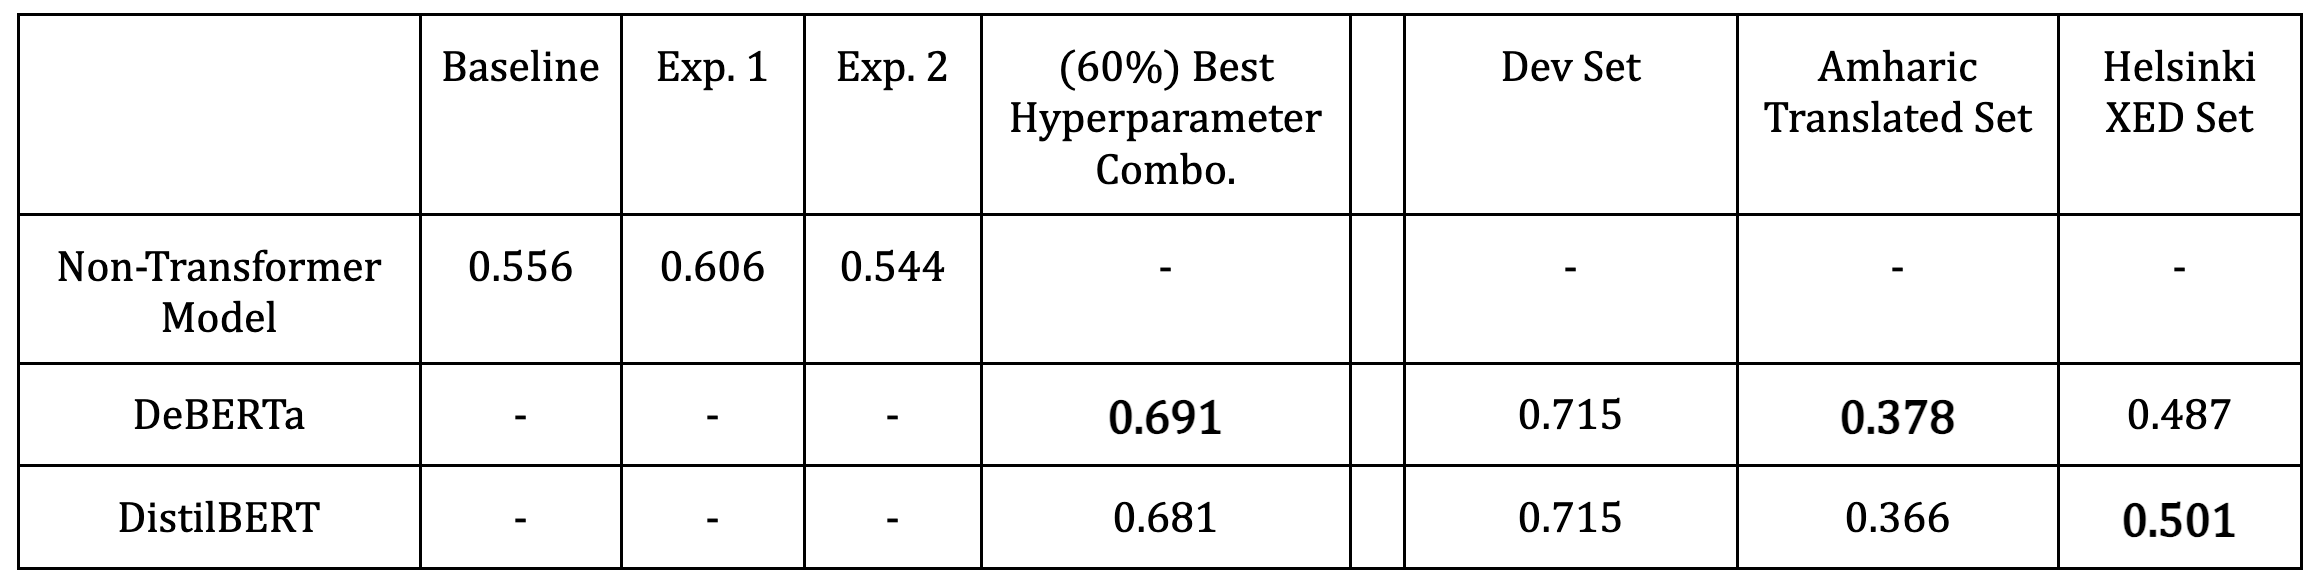 Baseline Exp. 1 Exp. 2 (60%) Best Dev Set Amharic Helsinki
Hyperparameter Translated Set XED Set
Combo.
Non-Transformer 0.556 0.606 0.544 - - - -
Model
DeBERTa - - - 0.691 0.715 0.378 0.487
DistilBERT - - - 0.681 0.715 0.366 0.501